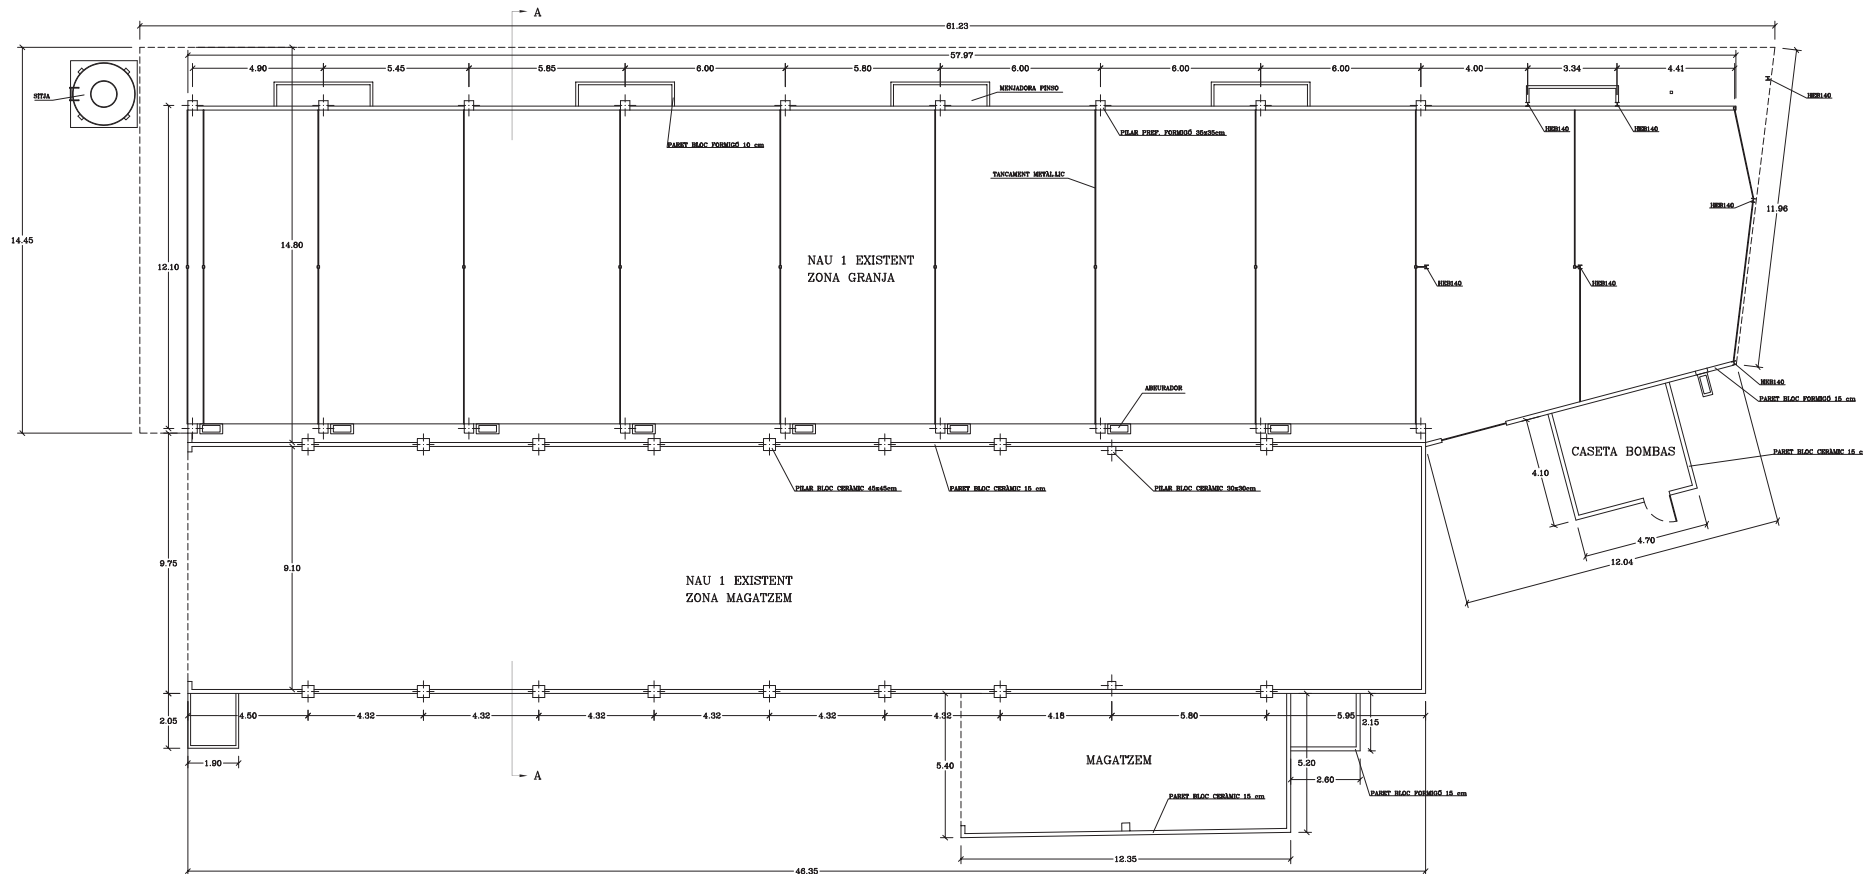 A
61.23
57.97
4.90
5.45
5.85
6.00
5.80
6.00
6.00
6.00
4.00
3.34
4.41
SITJA
MENJADORA PINSO
HEB140
PILAR PREF. FORMIGÓ 35x35cm
HEB140
HEB140
PARET BLOC FORMIGÓ 10 cm
TANCAMENT METÀL.LIC
HEB140
11.96
14.45
14.80
12.10
NAU 1 EXISTENT
ZONA GRANJA
HEB140
HEB140
ABEURADOR
HEB140
PARET BLOC FORMIGÓ 15 cm
CASETA BOMBAS
PARET BLOC CERÀMIC 15 c
4.10
PILAR BLOC CERÀMIC 45x45cm
PARET BLOC CERÀMIC 15 cm
PILAR BLOC CERÀMIC 30x30cm
4.70
12.04
9.75
9.10
NAU 1 EXISTENT
ZONA MAGATZEM
2.05
4.50
4.32
4.32
4.32
4.32
4.32
4.32
4.18
5.80
5.95
2.15
1.90
5.40
MAGATZEM
5.20
2.60
A
PARET BLOC CERÀMIC 15 cm
PARET BLOC FORMIGÓ 15 cm
12.35
46.35